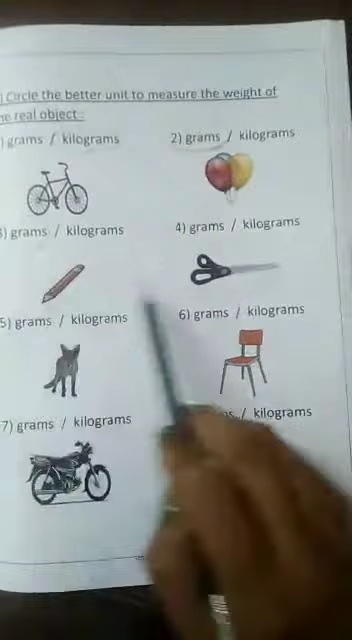 Circle the better unit to measure the weight of
real object:-
) grams / kilograms 2) grams / kilograms
) grams / kilograms 4) grams / kilograms
5) grams / kilograms 6) grams / kilograms
7) grams / kilograms / kilograms